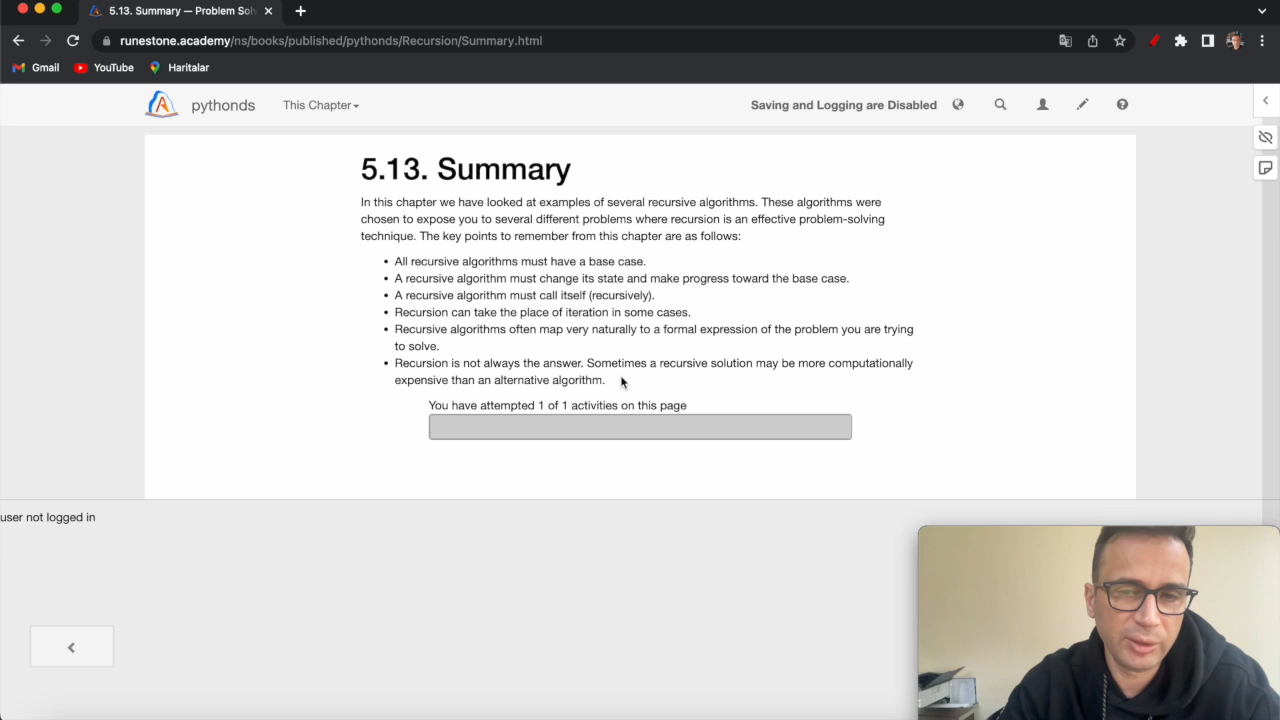 5.13. Summary — Problem Sol
runestone.academy/ns/books/published/pythonds/Recursion/Summary.html
Gmail
YouTube
Haritalar
pythonds
This Chapter
Saving and Logging are Disabled
5.13. Summary
In this chapter we have looked at examples of several recursive algorithms. These algorithms were
chosen to expose you to several different problems where recursion is an effective problem-solving
technique. The key points to remember from this chapter are as follows:
• All recursive algorithms must have a base case.
• A recursive algorithm must change its state and make progress toward the base case.
• A recursive algorithm must call itself (recursively).
• Recursion can take the place of iteration in some cases.
• Recursive algorithms often map very naturally to a formal expression of the problem you are trying
to solve.
• Recursion is not always the answer. Sometimes a recursive solution may be more computationally
expensive than an alternative algorithm.
You have attempted 1 of 1 activities on this page
user not logged in